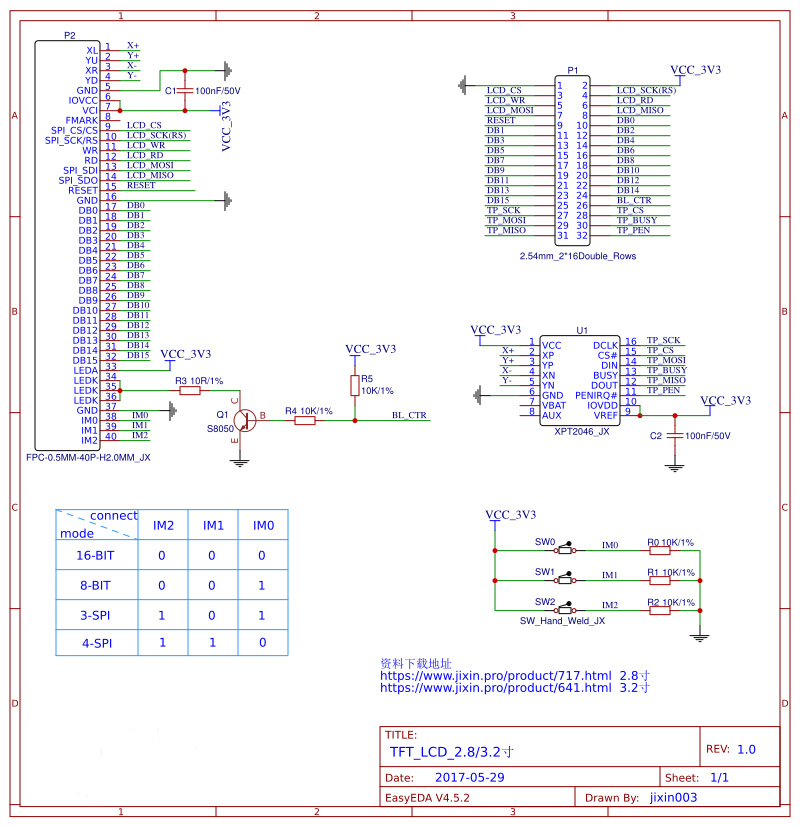 1 2 3
A B C D
P2
XL 1 X+
YU 2 Y+
XR 3 X-
YD 4 Y-
GND 5
IOVCC 6
VCI 7
FMARK 8
SPI_CS/CS 9 LCD_CS
SPI_SCK/RS 10 LCD_SCK(RS)
WR 11 LCD_WR
RD 12 LCD_RD
SPI_SDI 13 LCD_MOSI
SPI_SDO 14 LCD_MISO
RESET 15 RESET
GND 16
DB0 17 DB0
DB1 18 DB1
DB2 19 DB2
DB3 20 DB3
DB4 21 DB4
DB5 22 DB5
DB6 23 DB6
DB7 24 DB7
DB8 25 DB8
DB9 26 DB9
DB10 27 DB10
DB11 28 DB11
DB12 29 DB12
DB13 30 DB13
DB14 31 DB14
DB15 32 DB15
LEDA 33
LEDK 34
LEDK 35
LEDK 36
GND 37
IM0 38 IM0
IM1 39 IM1
IM2 40 IM2
FPC-0.5MM-40P-H2.0MM_JX
C1 100nF/50V
VCC_3V3
VCC_3V3
R3 10R/1%
Q1
S8050
C
B
E
R4 10K/1%
VCC_3V3
R5
10K/1%
BL_CTR
P1
VCC_3V3
1 2
LCD_CS 3 4 LCD_SCK(RS)
LCD_WR 5 6 LCD_RD
LCD_MOSI 7 8 LCD_MISO
RESET 9 10 DB0
DB1 11 12 DB2
DB3 13 14 DB4
DB5 15 16 DB6
DB7 17 18 DB8
DB9 19 20 DB10
DB11 21 22 DB12
DB13 23 24 DB14
DB15 25 26 BL_CTR
TP_SCK 27 28 TP_CS
TP_MOSI 29 30 TP_BUSY
TP_MISO 31 32 TP_PEN
2.54mm_2*16Double_Rows
VCC_3V3
U1
1 VCC DCLK 16 TP_SCK
X+ 2 XP CS# 15 TP_CS
Y+ 3 YP DIN 14 TP_MOSI
X- 4 XN BUSY 13 TP_BUSY
Y- 5 YN DOUT 12 TP_MISO
6 GND PENIRQ# 11 TP_PEN
7 VBAT IOVDD 10
8 AUX VREF 9
XPT2046_JX
VCC_3V3
C2 100nF/50V
connect
mode
IM2 IM1 IM0
16-BIT 0 0 0
8-BIT 0 0 1
3-SPI 1 0 1
4-SPI 1 1 0
VCC_3V3
SW0 IM0 R0 10K/1%
SW1 IM1 R1 10K/1%
SW2 IM2 R2 10K/1%
SW_Hand_Weld_JX
资料下载地址
https://www.jixin.pro/product/717.html 2.8寸
https://www.jixin.pro/product/641.html 3.2寸
TITLE:
TFT_LCD_2.8/3.2寸
REV: 1.0
Date: 2017-05-29
Sheet: 1/1
EasyEDA V4.5.2
Drawn By: jixin003
A B C D
1 2 3